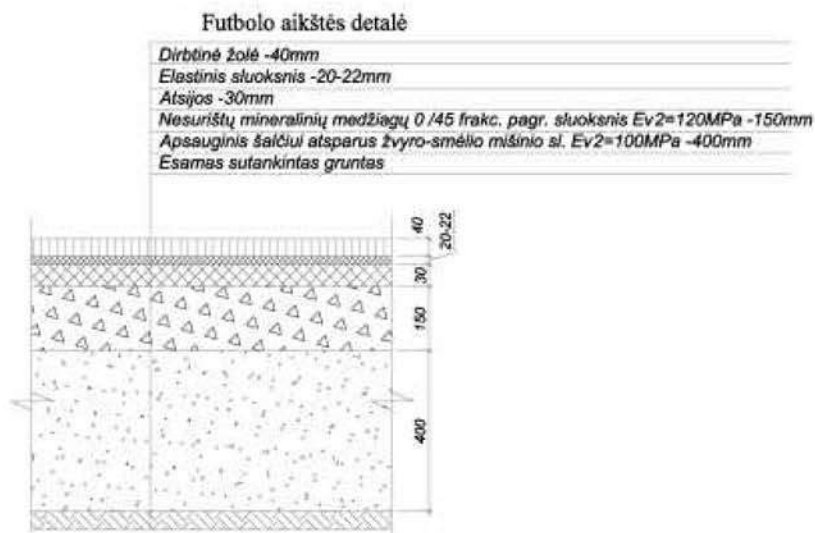 Futbolo aikštės detalė
Dirbtinė žolė -40mm
Elastinis sluoksnis -20-22mm
Atsijos -30mm
Nesurištų mineralinių medžiagų 0 /45 frakc. pagr. sluoksnis Ev2=120MPa -150mm
Apsauginis šalčiui atsparus žvyro-smėlio mišinio sl. Ev2=100MPa -400mm
Esamas sutankintas gruntas
40
20-22
30
150
400